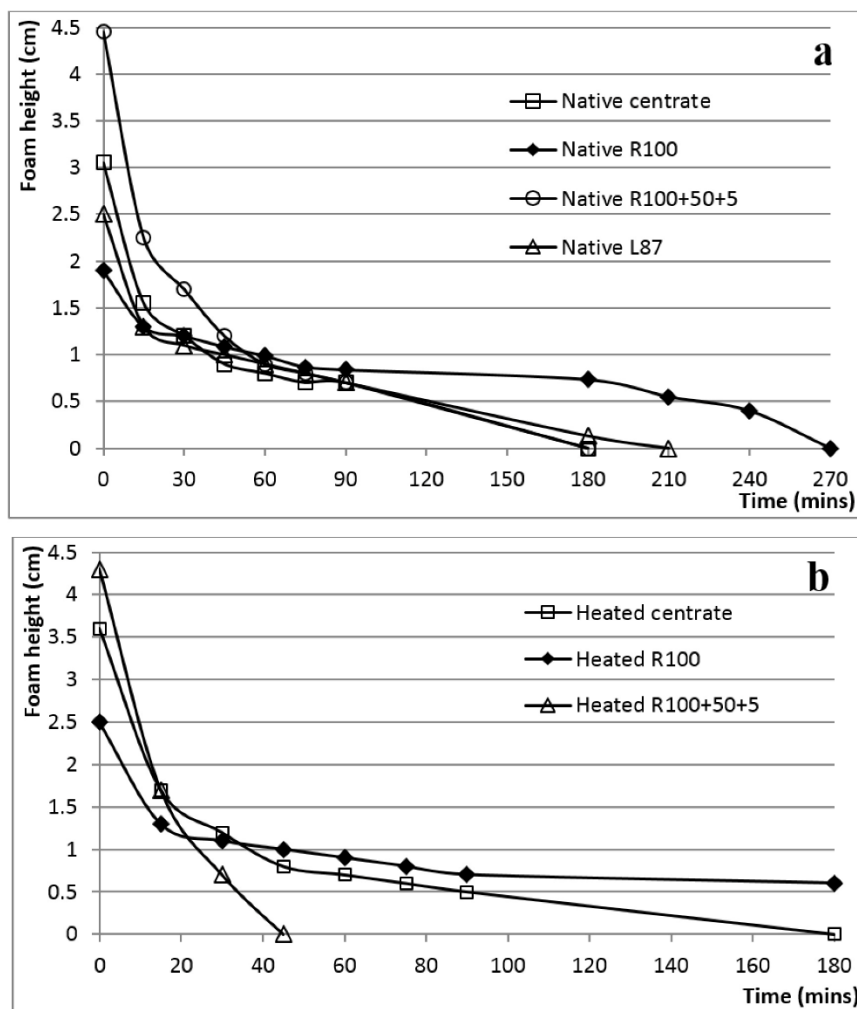 a
Foam height (cm)
4.5
4
3.5
3
2.5
2
1.5
1
0.5
0
Native centrate
Native R100
Native R100+50+5
Native L87
0 30 60 90 120 150 180 210 240 270
Time (mins)
b
Foam height (cm)
4.5
4
3.5
3
2.5
2
1.5
1
0.5
0
Heated centrate
Heated R100
Heated R100+50+5
0 20 40 60 80 100 120 140 160 180
Time (mins)